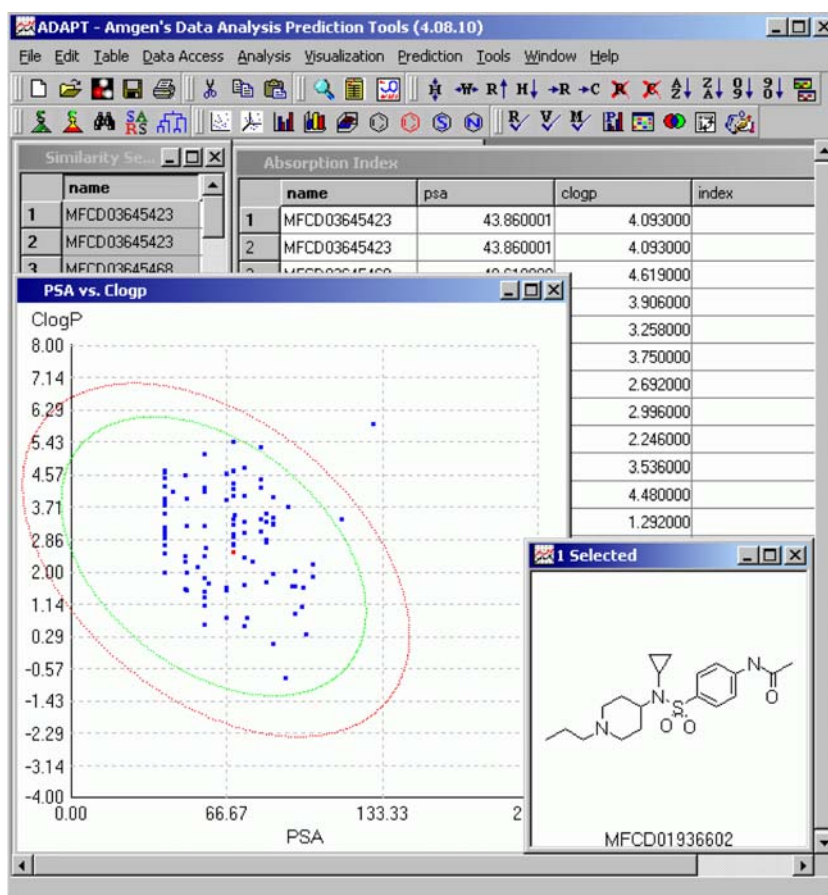 ADAPT - Amgen's Data Analysis Prediction Tools (4.08.10)
File Edit Table Data Access Analysis Visualization Prediction Tools Window Help
Similarity Se...
name
1 MFCD03645423
2 MFCD03645423
3 MFCD03645468
Absorption Index
name psa clogp index
1 MFCD03645423 43.860001 4.093000
2 MFCD03645423 43.860001 4.093000
4.619000
3.906000
3.258000
3.750000
2.692000
2.996000
2.246000
3.536000
4.480000
1.292000
PSA vs. Clogp
ClogP
8.00
7.14
6.29
5.43
4.57
3.71
2.86
2.00
1.14
0.29
-0.57
-1.43
-2.29
-3.14
-4.00
0.00 66.67 133.33 2
PSA
1 Selected
N
N
S
O O
N
O
MFCD01936602